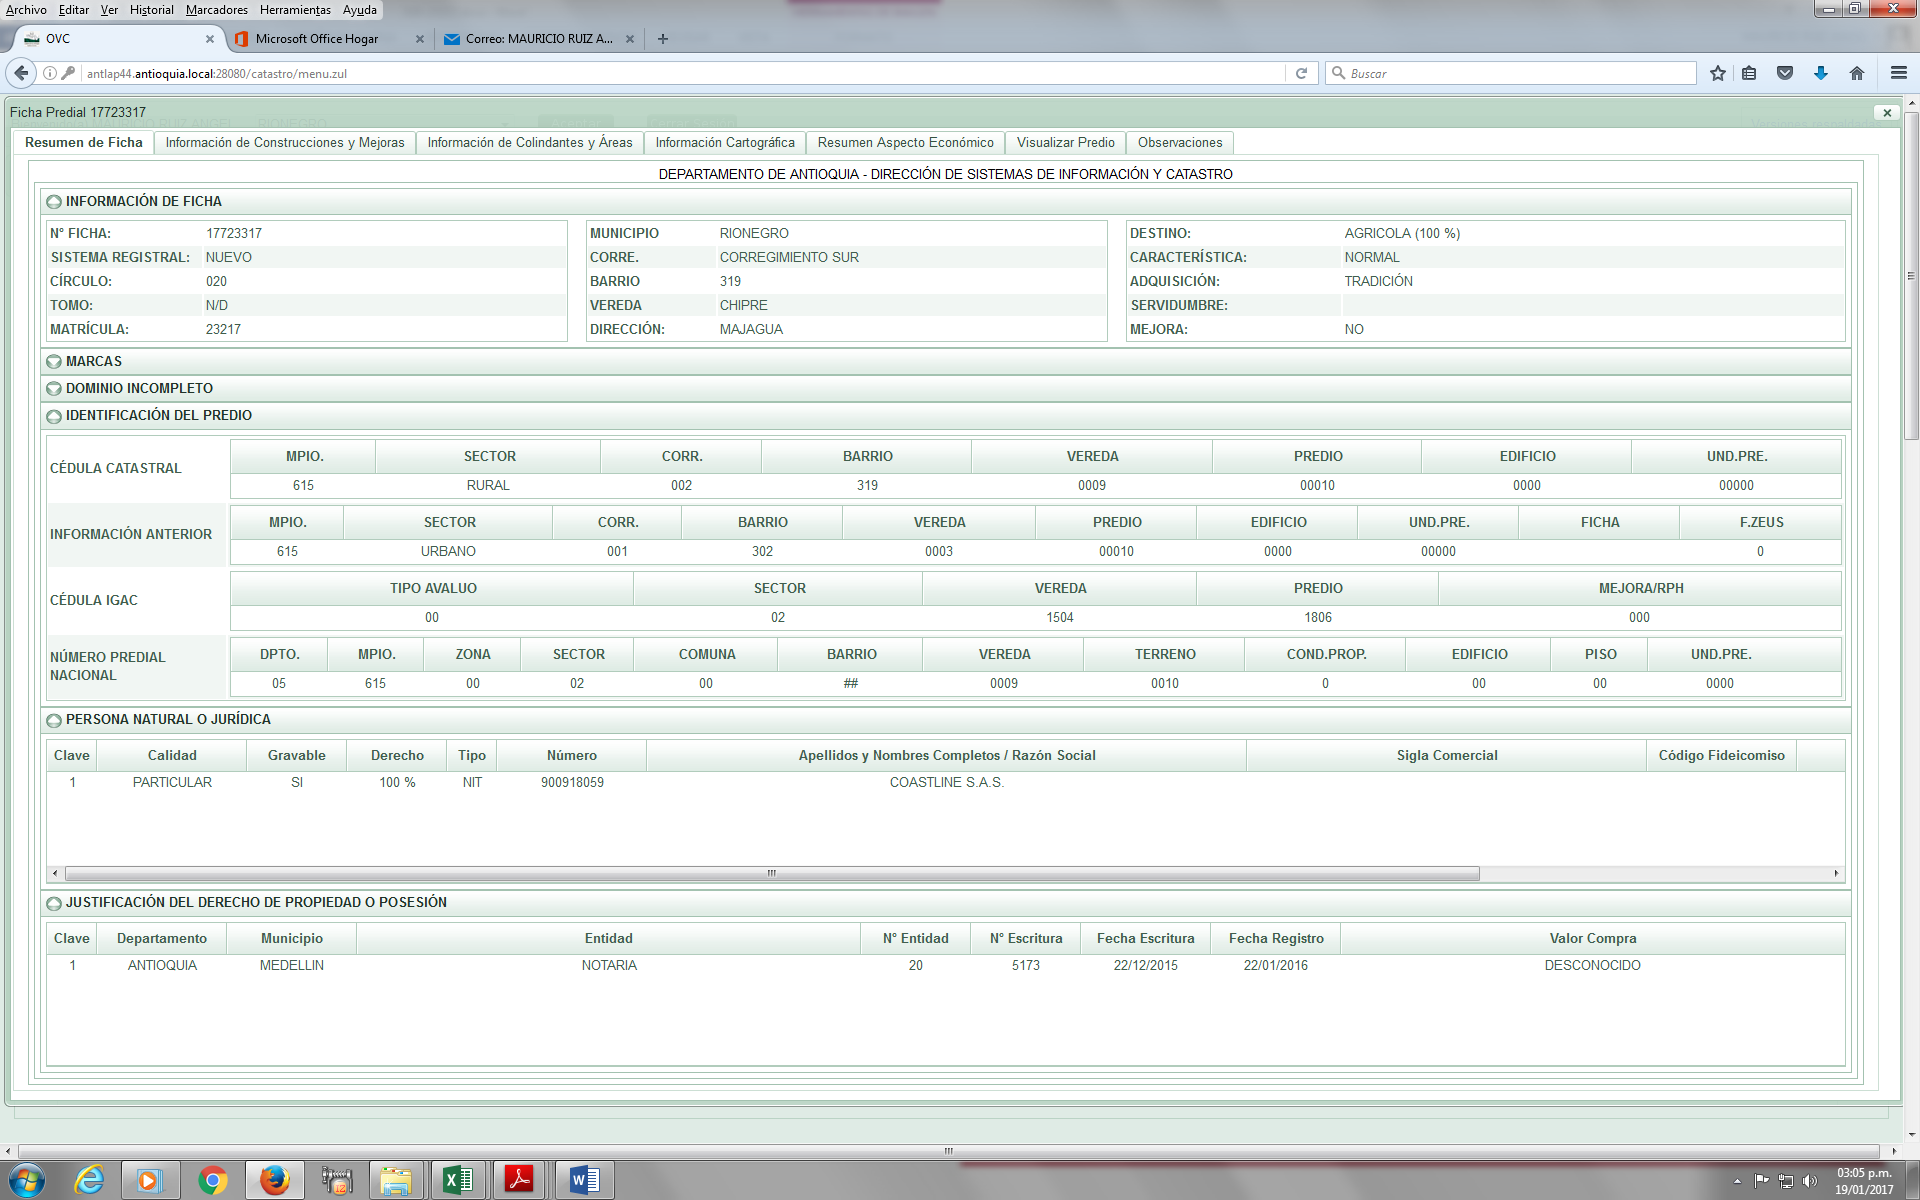 Archivo Editar Ver Historial Marcadores Herramientas Ayuda
OVC
Microsoft Office Hogar
Correo: MAURICIO RUIZ A...
antlap44.antioquia.local:28080/catastro/menu.zul
Buscar
Ficha Predial 17723317
Resumen de Ficha Información de Construcciones y Mejoras Información de Colindantes y Áreas Información Cartográfica Resumen Aspecto Económico Visualizar Predio Observaciones
DEPARTAMENTO DE ANTIOQUIA - DIRECCIÓN DE SISTEMAS DE INFORMACIÓN Y CATASTRO
INFORMACIÓN DE FICHA
N° FICHA: 17723317 MUNICIPIO RIONEGRO DESTINO: AGRICOLA (100 %)
SISTEMA REGISTRAL: NUEVO CORRE. CORREGIMIENTO SUR CARACTERÍSTICA: NORMAL
CÍRCULO: 020 BARRIO 319 ADQUISICIÓN: TRADICIÓN
TOMO: N/D VEREDA CHIPRE SERVIDUMBRE:
MATRÍCULA: 23217 DIRECCIÓN: MAJAGUA MEJORA: NO
MARCAS
DOMINIO INCOMPLETO
IDENTIFICACIÓN DEL PREDIO
CÉDULA CATASTRAL
MPIO. SECTOR CORR. BARRIO VEREDA PREDIO EDIFICIO UND.PRE.
615 RURAL 002 319 0009 00010 0000 00000
INFORMACIÓN ANTERIOR
MPIO. SECTOR CORR. BARRIO VEREDA PREDIO EDIFICIO UND.PRE. FICHA F.ZEUS
615 URBANO 001 302 0003 00010 0000 00000 0
CÉDULA IGAC
TIPO AVALUO SECTOR VEREDA PREDIO MEJORA/RPH
00 02 1504 1806 000
NÚMERO PREDIAL NACIONAL
DPTO. MPIO. ZONA SECTOR COMUNA BARRIO VEREDA TERRENO COND.PROP. EDIFICIO PISO UND.PRE.
05 615 00 02 00 ## 0009 0010 0 00 00 0000
PERSONA NATURAL O JURÍDICA
Clave Calidad Gravable Derecho Tipo Número Apellidos y Nombres Completos / Razón Social Sigla Comercial Código Fideicomiso
1 PARTICULAR SI 100 % NIT 900918059 COASTLINE S.A.S.
JUSTIFICACIÓN DEL DERECHO DE PROPIEDAD O POSESIÓN
Clave Departamento Municipio Entidad N° Entidad N° Escritura Fecha Escritura Fecha Registro Valor Compra
1 ANTIOQUIA MEDELLIN NOTARIA 20 5173 22/12/2015 22/01/2016 DESCONOCIDO
03:05 p.m.
19/01/2017